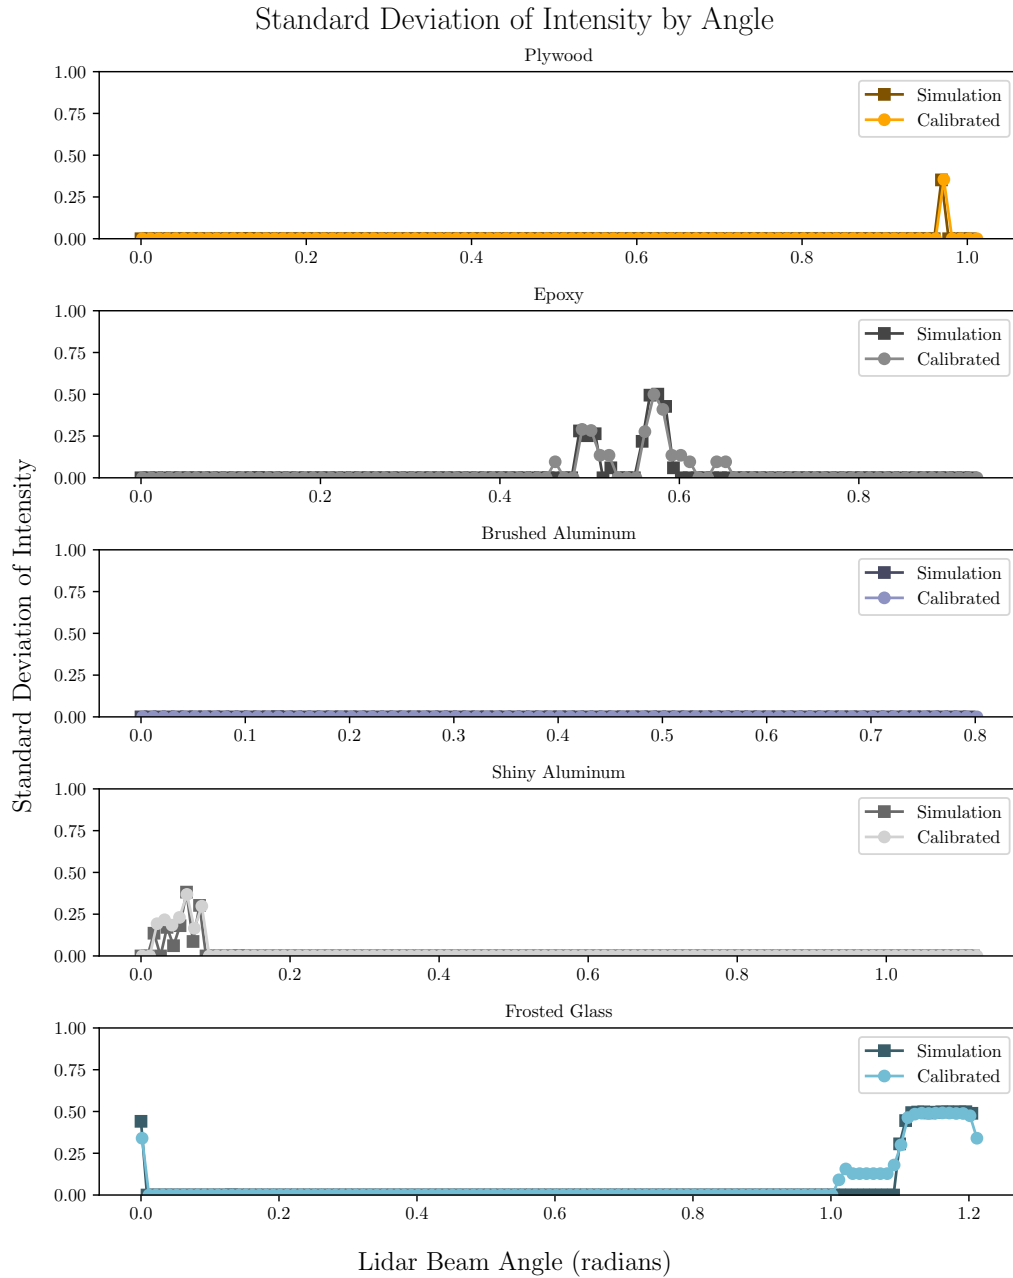 Standard Deviation of Intensity by Angle
Plywood
1.00
0.75
0.50
0.25
0.00
Simulation
Calibrated
0.0 0.2 0.4 0.6 0.8 1.0
Epoxy
1.00
0.75
0.50
0.25
0.00
Simulation
Calibrated
0.0 0.2 0.4 0.6 0.8
Brushed Aluminum
1.00
0.75
0.50
0.25
0.00
Simulation
Calibrated
0.0 0.1 0.2 0.3 0.4 0.5 0.6 0.7 0.8
Shiny Aluminum
1.00
0.75
0.50
0.25
0.00
Simulation
Calibrated
0.0 0.2 0.4 0.6 0.8 1.0
Frosted Glass
1.00
0.75
0.50
0.25
0.00
Simulation
Calibrated
0.0 0.2 0.4 0.6 0.8 1.0 1.2
Standard Deviation of Intensity
Lidar Beam Angle (radians)